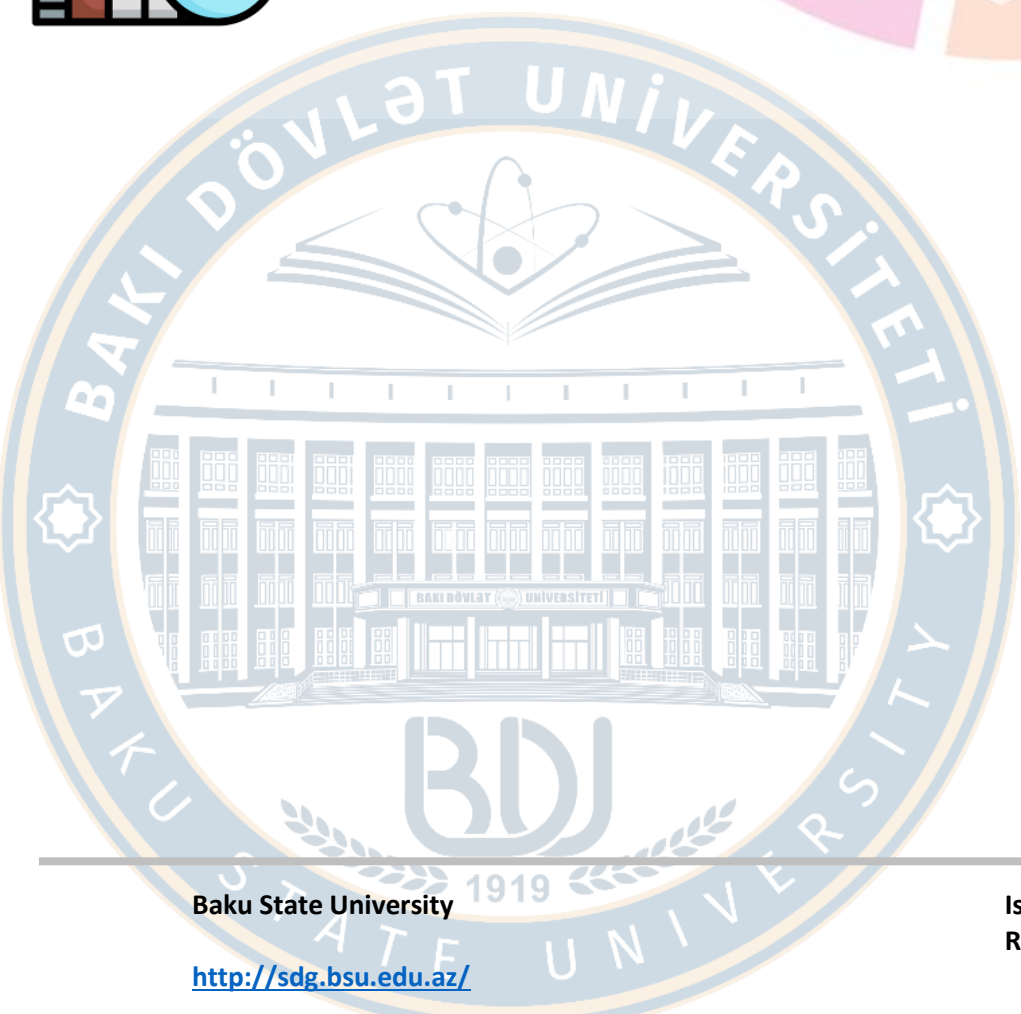 BAKI DÖVLƏT UNİVERSİTETİ
BAKI DÖVLƏT UNİVERSİTETİ
BDU
1919
BAKU STATE UNIVERSITY
Baku State University
http://sdg.bsu.edu.az/